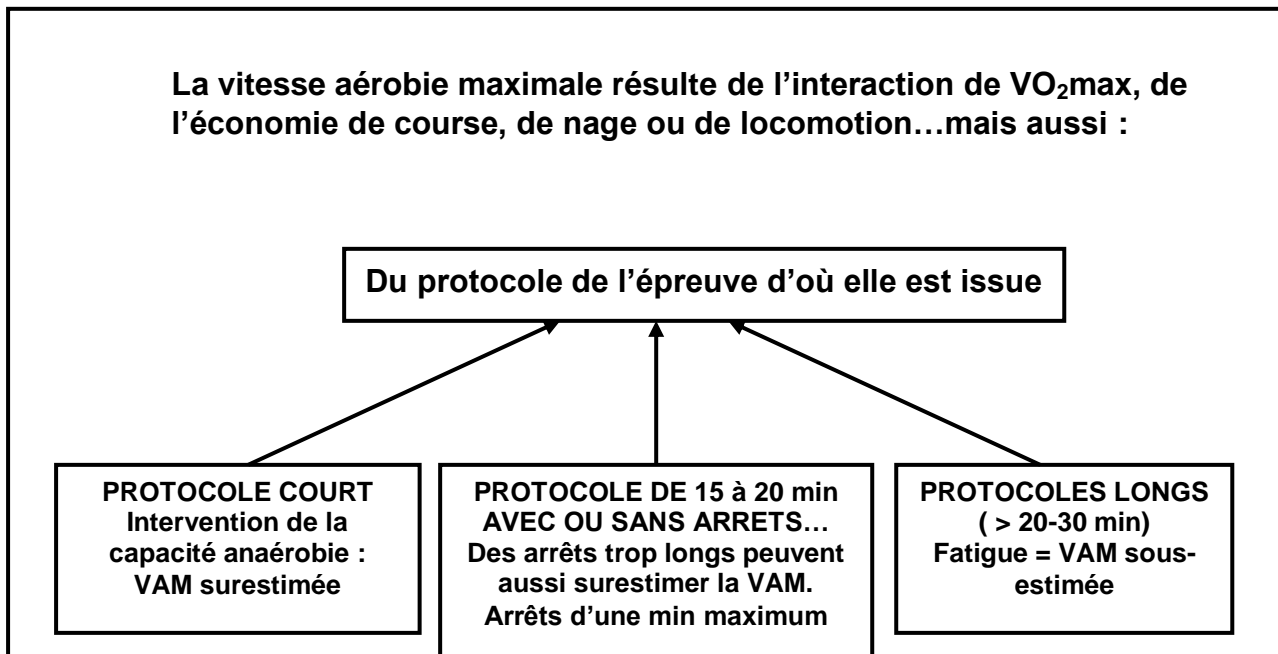 La vitesse aérobie maximale résulte de l’interaction de VO₂max, de
l’économie de course, de nage ou de locomotion…mais aussi :
Du protocole de l’épreuve d’où elle est issue
PROTOCOLE COURT
Intervention de la
capacité anaérobie :
VAM surestimée
PROTOCOLE DE 15 à 20 min
AVEC OU SANS ARRETS…
Des arrêts trop longs peuvent
aussi surestimer la VAM.
Arrêts d’une min maximum
PROTOCOLES LONGS
( > 20-30 min)
Fatigue = VAM sous-
estimée